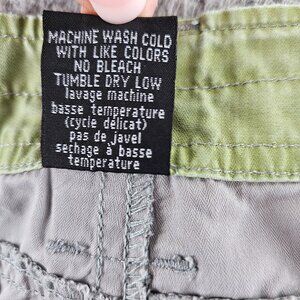 MACHINE WASH COLD
WITH LIKE COLORS
NO BLEACH
TUMBLE DRY LOW
lavage machine
basse temperature
(cycle délicat)
pas de javel
sechage à basse
temperature